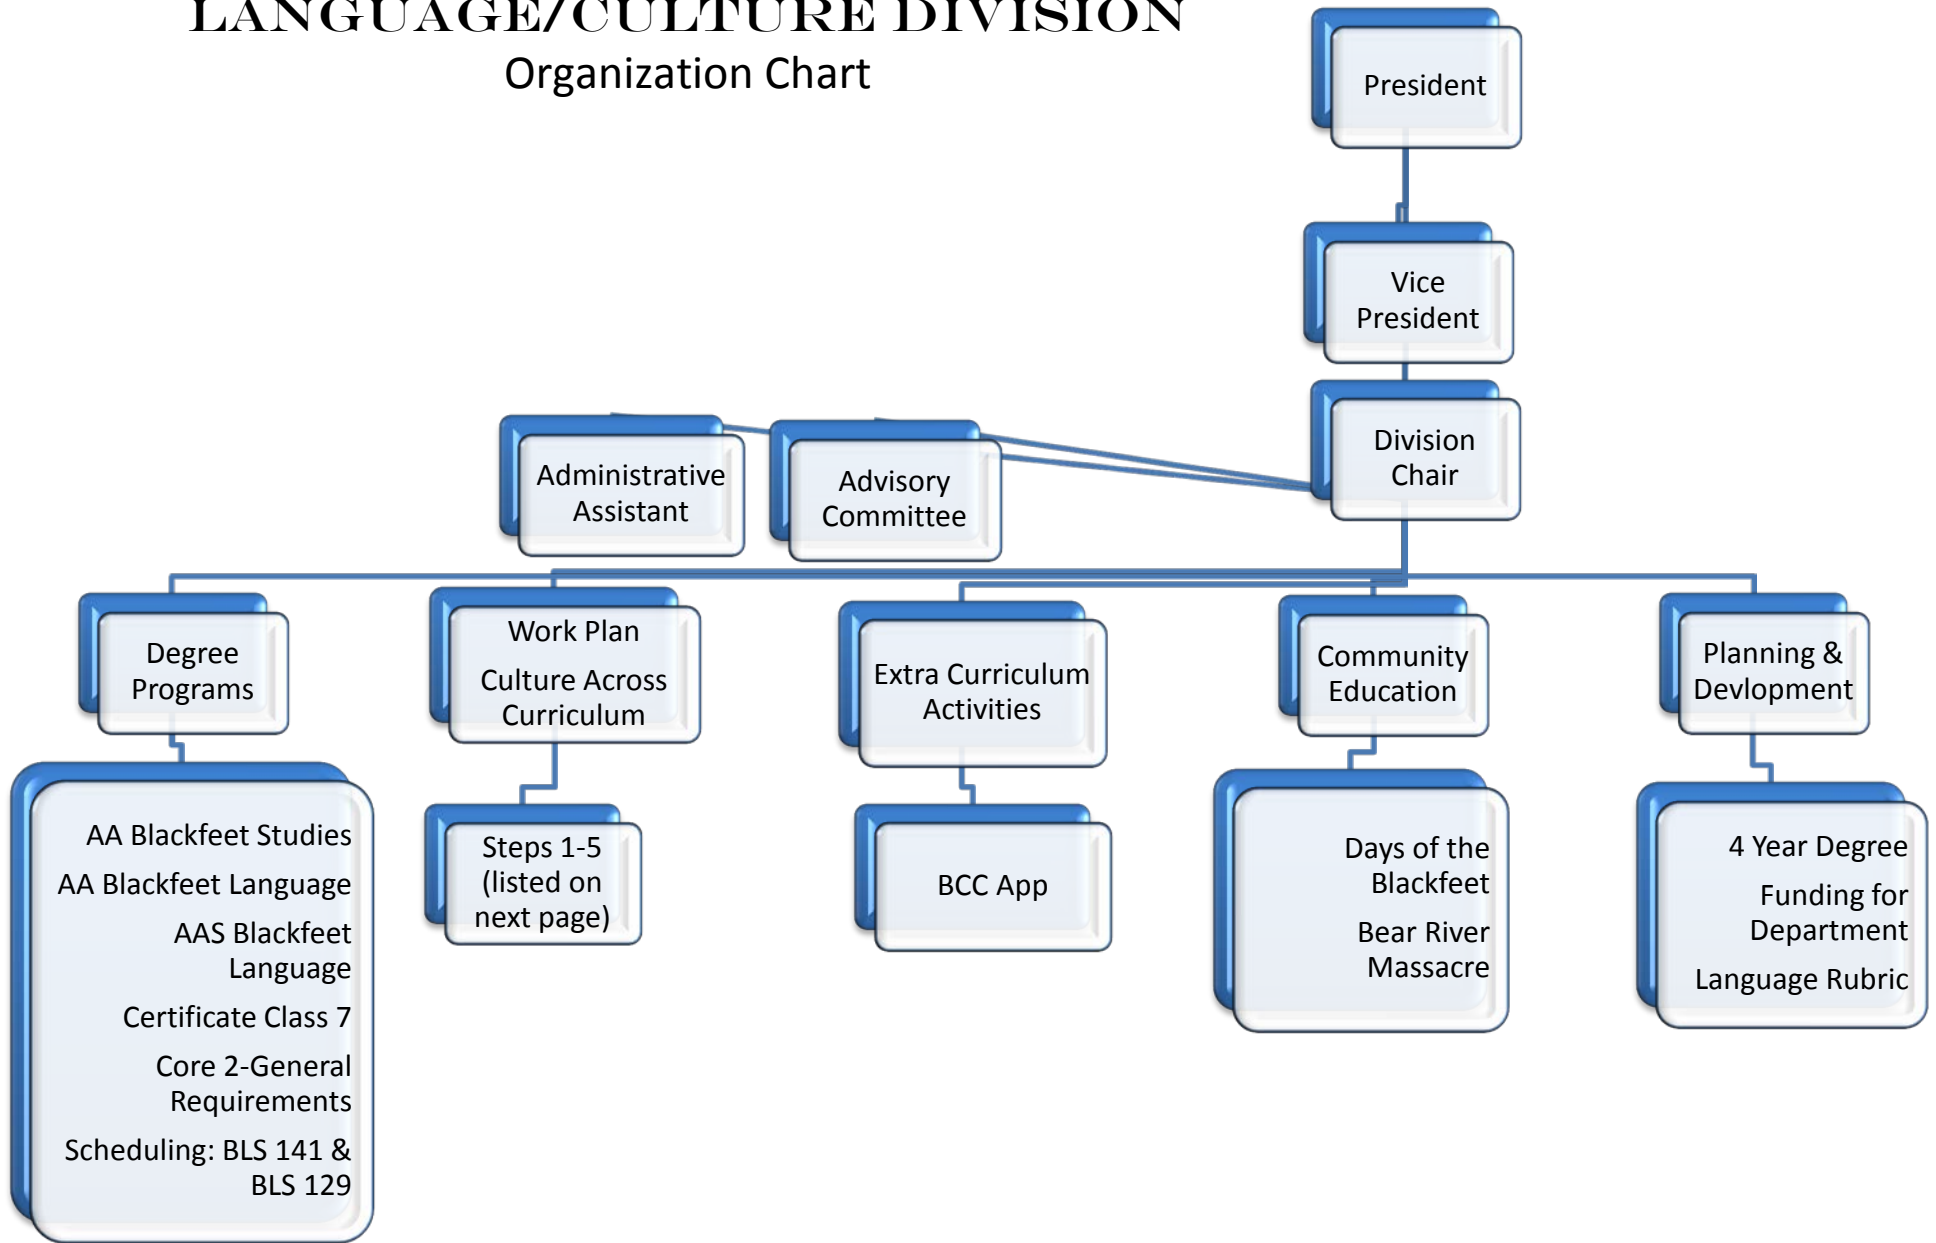 LANGUAGE/CULTURE DIVISION
Organization Chart
President
Vice
President
Division
Chair
Administrative
Assistant
Advisory
Committee
Degree
Programs
Work Plan
Culture Across
Curriculum
Extra Curriculum
Activities
Community
Education
Planning &
Devlopment
AA Blackfeet Studies
AA Blackfeet Language
AAS Blackfeet
Language
Certificate Class 7
Core 2-General
Requirements
Scheduling: BLS 141 &
BLS 129
Steps 1-5
(listed on
next page)
BCC App
Days of the
Blackfeet
Bear River
Massacre
4 Year Degree
Funding for
Department
Language Rubric